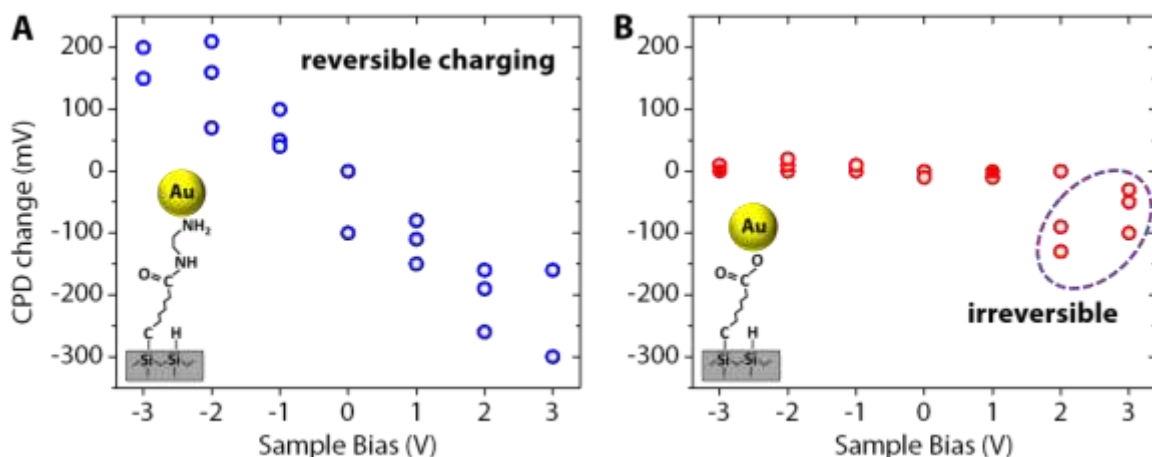 A
reversible charging
CPD change (mV)
200
100
0
-100
-200
-300
Au
NH2
NH
O=C
C H
Si Si
-3 -2 -1 0 1 2 3
Sample Bias (V)
B
200
100
0
-100
-200
-300
Au
O
O=C
C H
Si Si
irreversible
-3 -2 -1 0 1 2 3
Sample Bias (V)